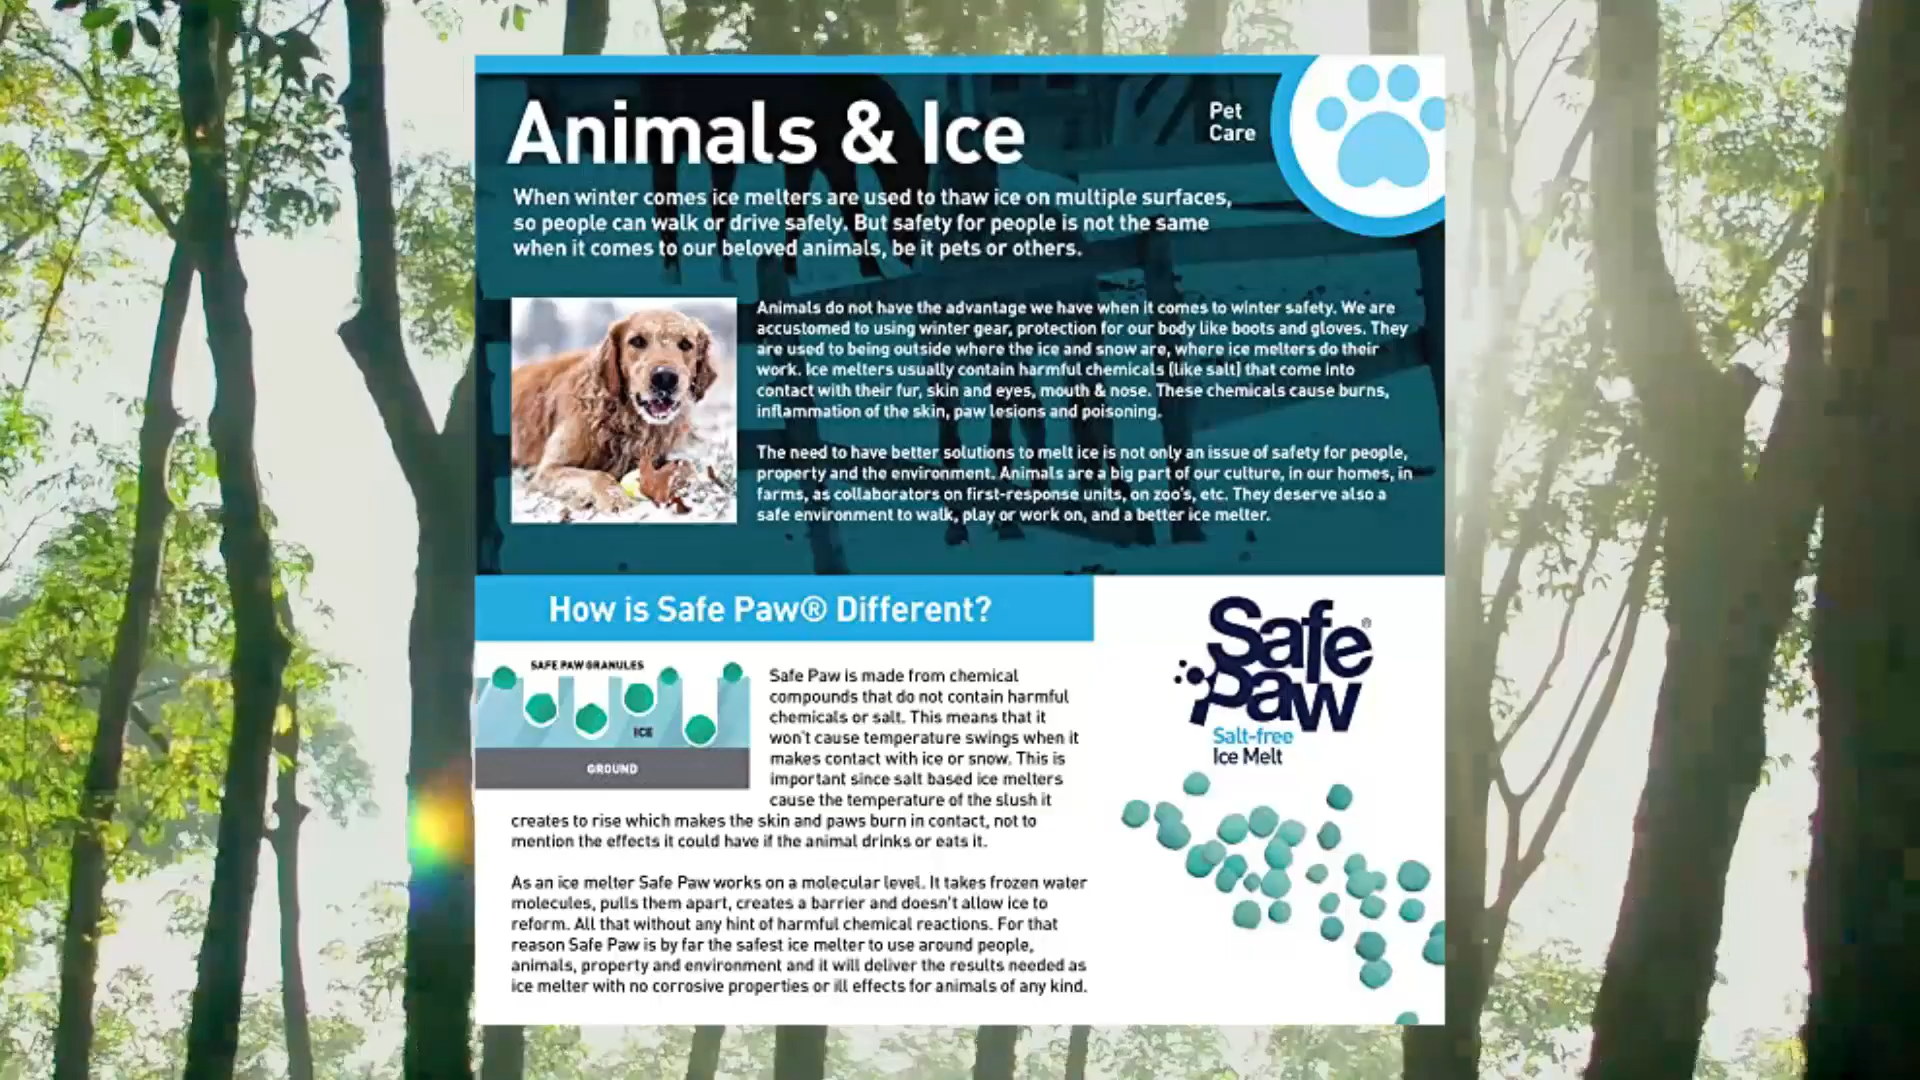 Animals & Ice
Pet
Care
When winter comes ice melters are used to thaw ice on multiple surfaces,
so people can walk or drive safely. But safety for people is not the same
when it comes to our beloved animals, be it pets or others.
Animals do not have the advantage we have when it comes to winter safety. We are
accustomed to using winter gear, protection for our body like boots and gloves. They
are used to being outside where the ice and snow are, where ice melters do their
work. Ice melters usually contain harmful chemicals (like salt) that come into
contact with their fur, skin and eyes, mouth & nose. These chemicals cause burns,
inflammation of the skin, paw lesions and poisoning.
The need to have better solutions to melt ice is not only an issue of safety for people,
property and the environment. Animals are a big part of our culture, in our homes, in
farms, as collaborators on first-response units, on zoo's, etc. They deserve also a
safe environment to walk, play or work on, and a better ice melter.
How is Safe Paw® Different?
SAFE PAW GRANULES
ICE
GROUND
Safe Paw is made from chemical
compounds that do not contain harmful
chemicals or salt. This means that it
won't cause temperature swings when it
makes contact with ice or snow. This is
important since salt based ice melters
cause the temperature of the slush it
creates to rise which makes the skin and paws burn in contact, not to
mention the effects it could have if the animal drinks or eats it.
As an ice melter Safe Paw works on a molecular level. It takes frozen water
molecules, pulls them apart, creates a barrier and doesn't allow ice to
reform. All that without any hint of harmful chemical reactions. For that
reason Safe Paw is by far the safest ice melter to use around people,
animals, property and environment and it will deliver the results needed as
ice melter with no corrosive properties or ill effects for animals of any kind.
Safe®
Paw
Salt-free
Ice Melt